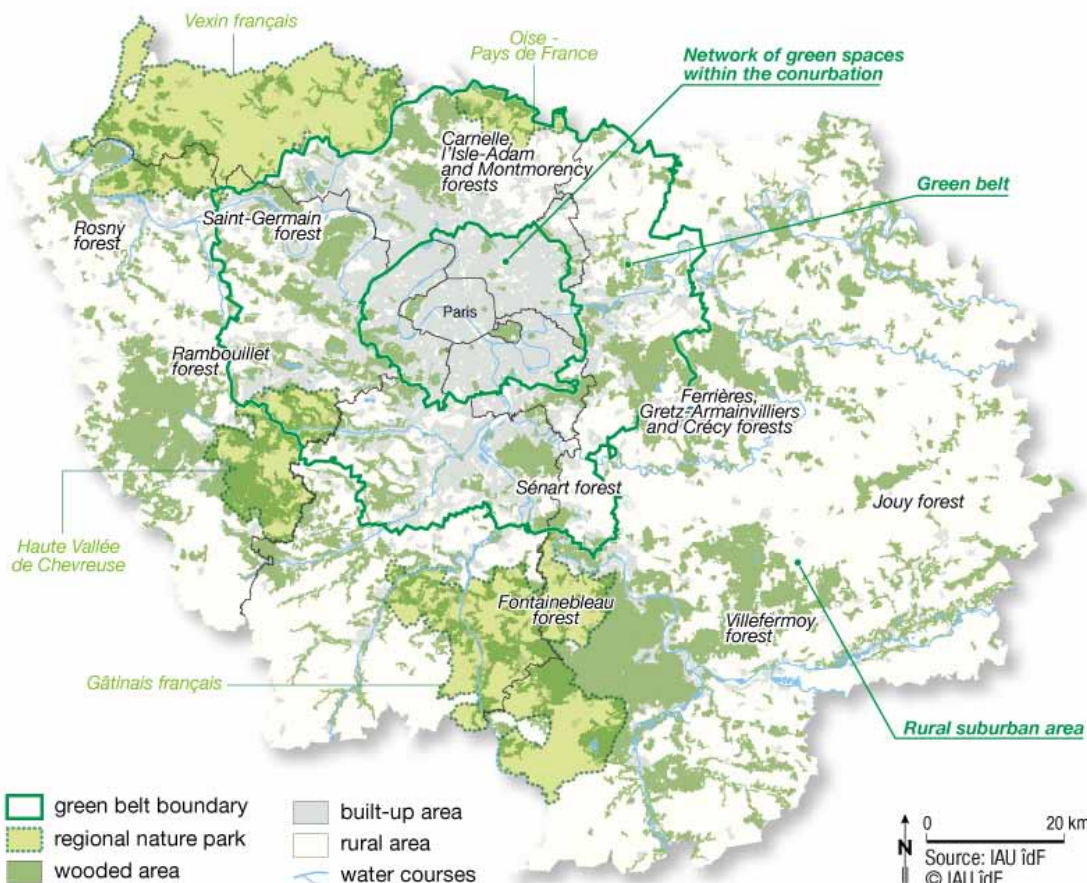 Vexin français
Oise -
Pays de France
Network of green spaces
within the conurbation
Carnelle,
l'Isle-Adam
and Montmorency
forests
Green belt
Rosny
forest
Saint-Germain
forest
Paris
Rambouillet
forest
Ferrières,
Gretz-Armainvilliers
and Crécy forests
Sénart forest
Jouy forest
Haute Vallée
de Chevreuse
Fontainebleau
forest
Villefermoy
forest
Gâtinais français
Rural suburban area
green belt boundary
regional nature park
wooded area
built-up area
rural area
water courses
N
0 20 km
Source: IAU îdF
© IAU îdF